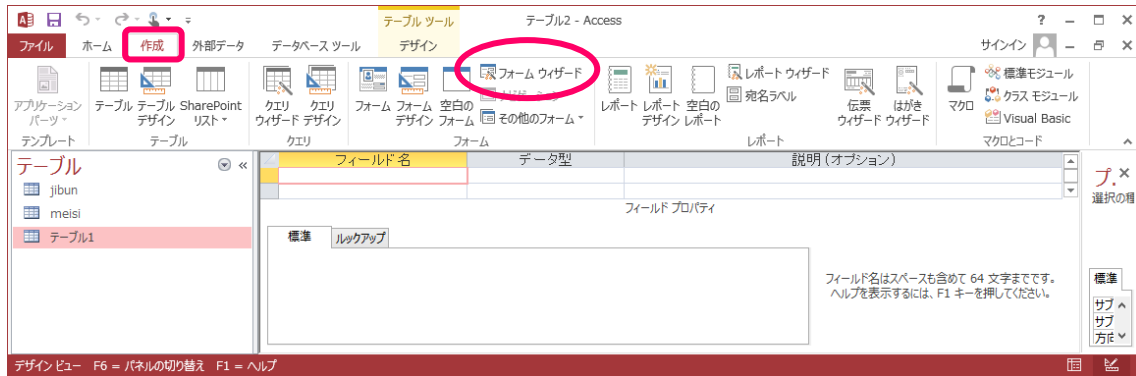 テーブル ツール
テーブル2 - Access
?
ファイル ホーム 作成 外部データ データベース ツール デザイン サインイン
アプリケーション パーツ
テーブル
テーブル デザイン
SharePoint リスト
クエリ ウィザード
クエリ デザイン
フォーム
フォーム デザイン
空白の フォーム
フォーム ウィザード
その他のフォーム
レポート
レポート デザイン
空白の レポート
レポート ウィザード
宛名ラベル
伝票 ウィザード
はがき ウィザード
マクロ
標準モジュール
クラス モジュール
Visual Basic
テンプレート テーブル クエリ フォーム レポート マクロとコード
テーブル
jibun
meisi
テーブル1
フィールド名 データ型 説明(オプション)
フィールド プロパティ
標準 ルックアップ
フィールド名はスペースも含めて 64 文字までです。
ヘルプを表示するには、F1 キーを押してください。
プ.
選択の種
標準
サブ
サブ
方向
デザイン ビュー F6 = パネルの切り替え F1 = ヘルプ